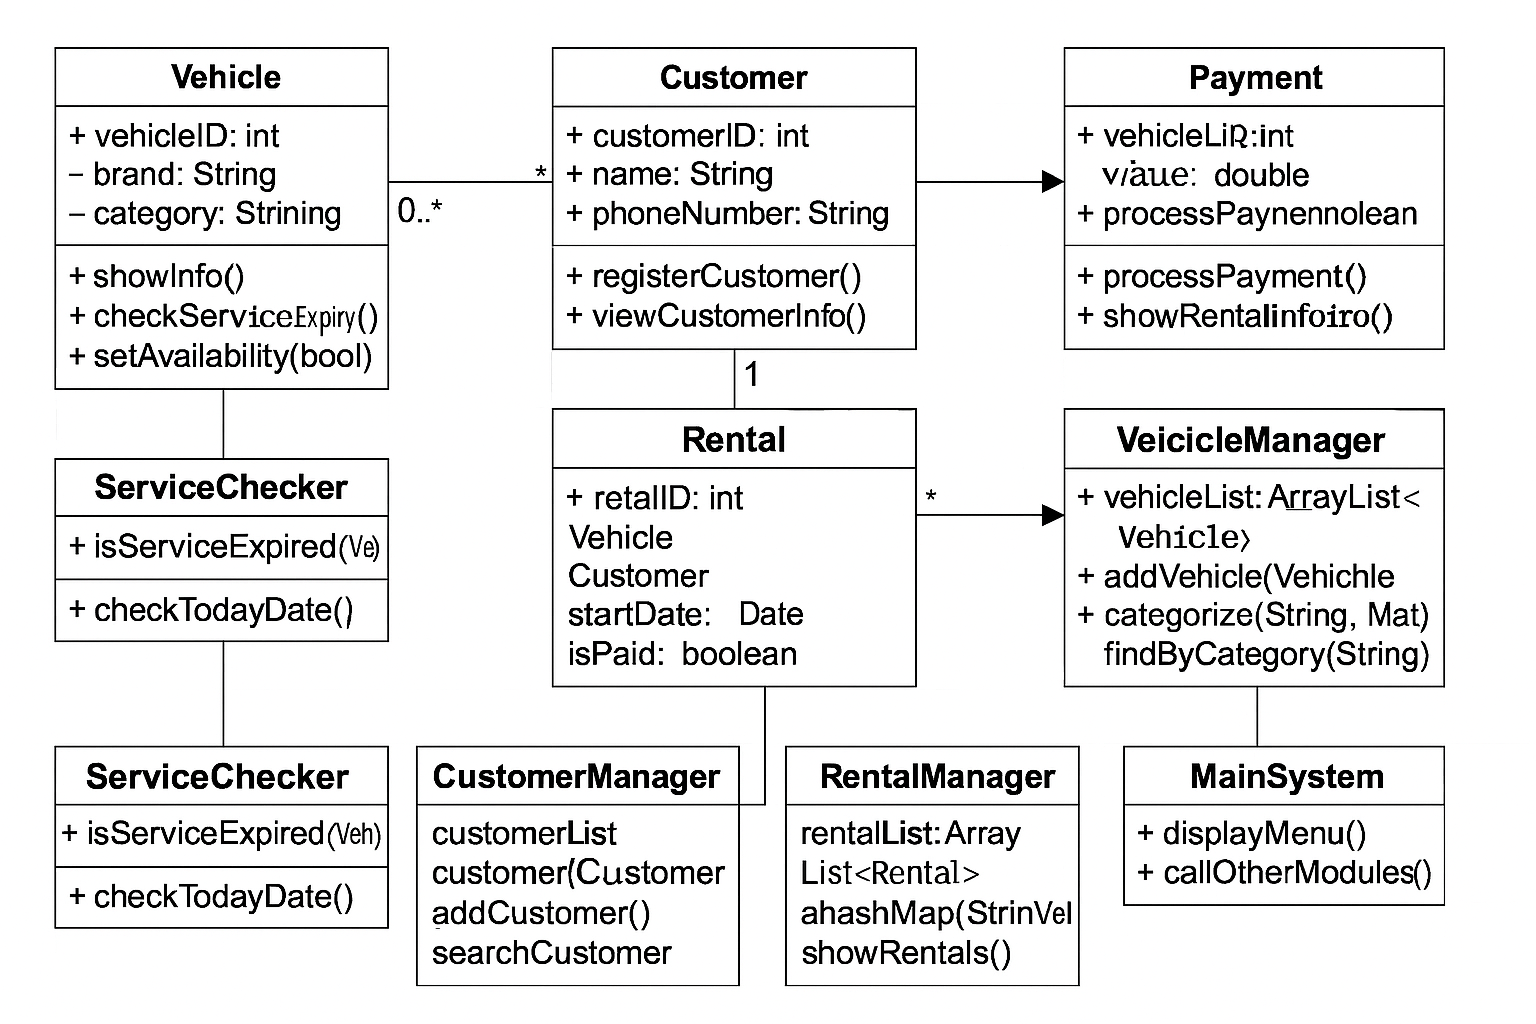 Vehicle
+ vehicleID: int
– brand: String
– category: Strining
+ showInfo()
+ checkServiceExpiry()
+ setAvailability(bool)
0..*
*
Customer
+ customerID: int
+ name: String
+ phoneNumber: String
+ registerCustomer()
+ viewCustomerInfo()
1
Payment
+ vehicleLiR:int
double
+ processPaynennolean
+ processPayment()
+ showRentalinfoiro()
ServiceChecker
+ isServiceExpired(Ve)
+ checkTodayDate()
Rental
+ retalID: int
Vehicle
Customer
startDate: Date
isPaid: boolean
*
VeicicleManager
+ vehicleList: ArrayList<
Vehicle>
+ addVehicle(Vehichle
+ categorize(String, Mat)
findByCategory(String)
ServiceChecker
+ isServiceExpired(Veh)
+ checkTodayDate()
CustomerManager
customerList
customer(Customer
addCustomer()
searchCustomer
RentalManager
rentalList: Array
List<Rental>
ahashMap(StrinVel
showRentals()
MainSystem
+ displayMenu()
+ callOtherModules()